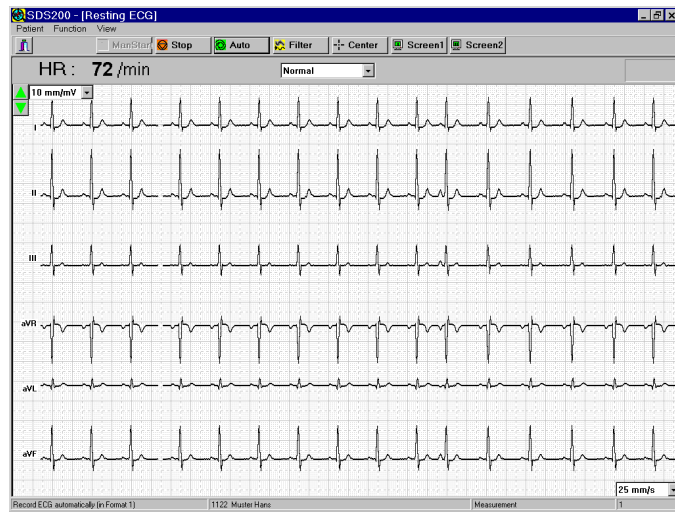 SDS200 - [Resting ECG]
Patient Function View
ManStart Stop Auto Filter Center Screen1 Screen2
HR : 72 /min Normal
10 mm/mV
I
II
III
aVR
aVL
aVF
25 mm/s
Record ECG automatically (in Format 1) 1122 Muster Hans Measurement 1